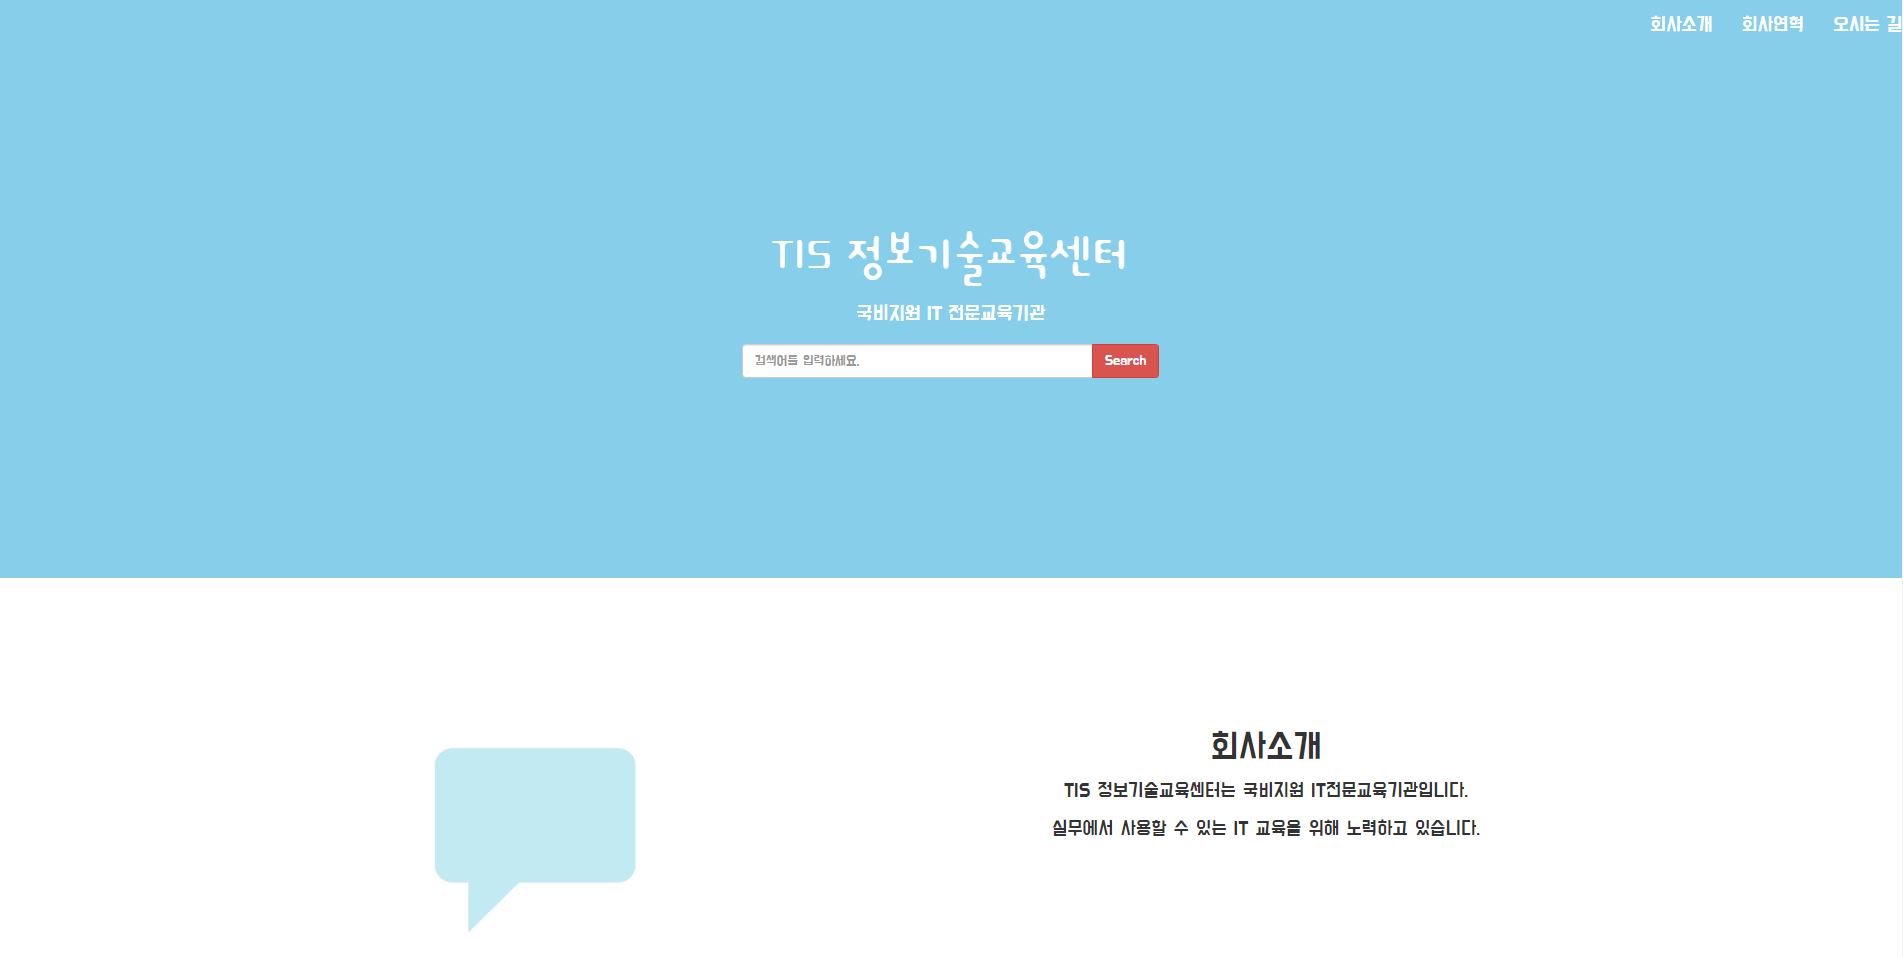 회사소개 회사연혁 오시는 길
TIS 정보기술교육센터
국비지원 IT 전문교육기관
검색어를 입력하세요. Search
회사소개
TIS 정보기술교육센터는 국비지원 IT전문교육기관입니다.
실무에서 사용할 수 있는 IT 교육을 위해 노력하고 있습니다.